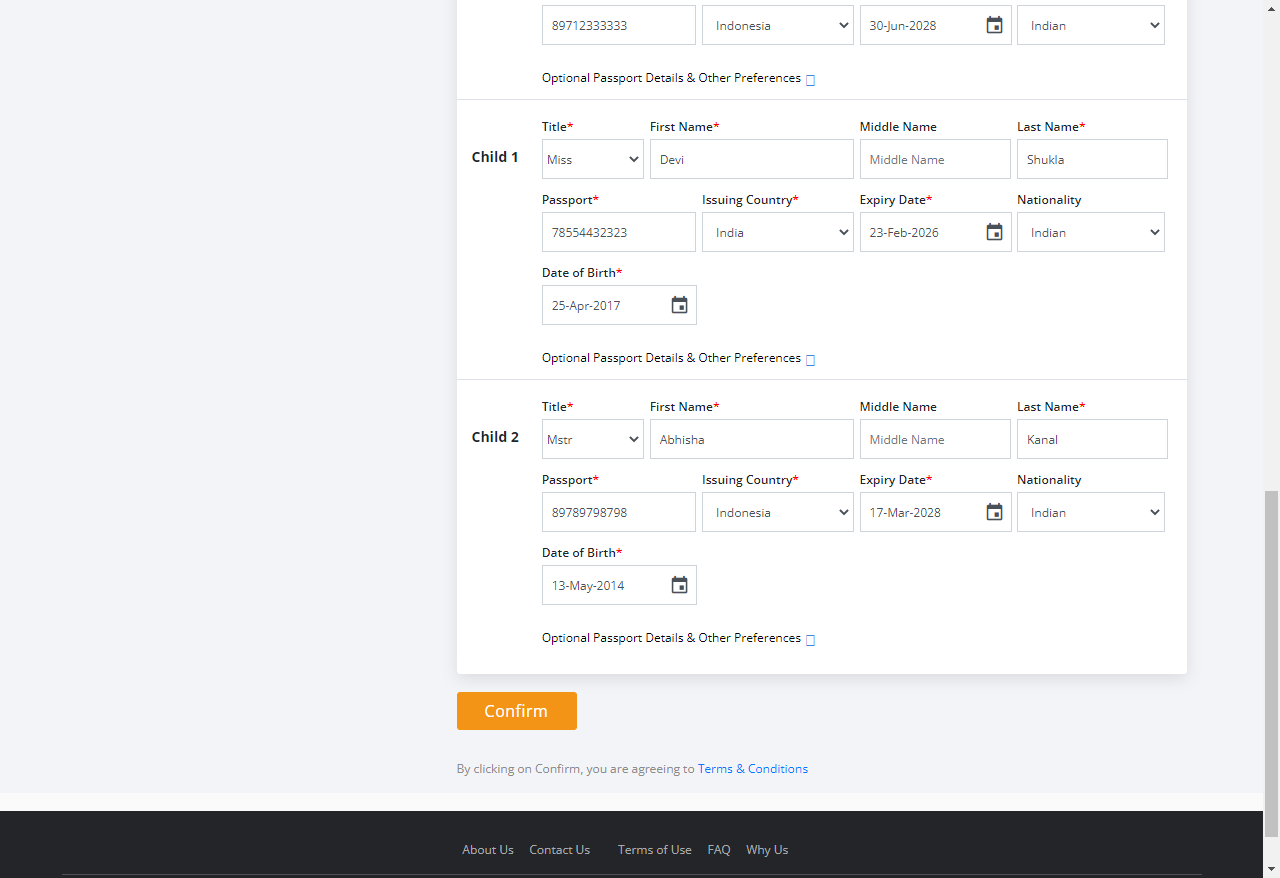 89712333333 Indonesia 30-Jun-2028 Indian
Optional Passport Details & Other Preferences
Title* First Name* Middle Name Last Name*
Child 1 Miss Devi Middle Name Shukla
Passport* Issuing Country* Expiry Date* Nationality
78554432323 India 23-Feb-2026 Indian
Date of Birth*
25-Apr-2017
Optional Passport Details & Other Preferences
Title* First Name* Middle Name Last Name*
Child 2 Mstr Abhisha Middle Name Kanal
Passport* Issuing Country* Expiry Date* Nationality
89789798798 Indonesia 17-Mar-2028 Indian
Date of Birth*
13-May-2014
Optional Passport Details & Other Preferences
Confirm
By clicking on Confirm, you are agreeing to Terms & Conditions
About Us Contact Us Terms of Use FAQ Why Us